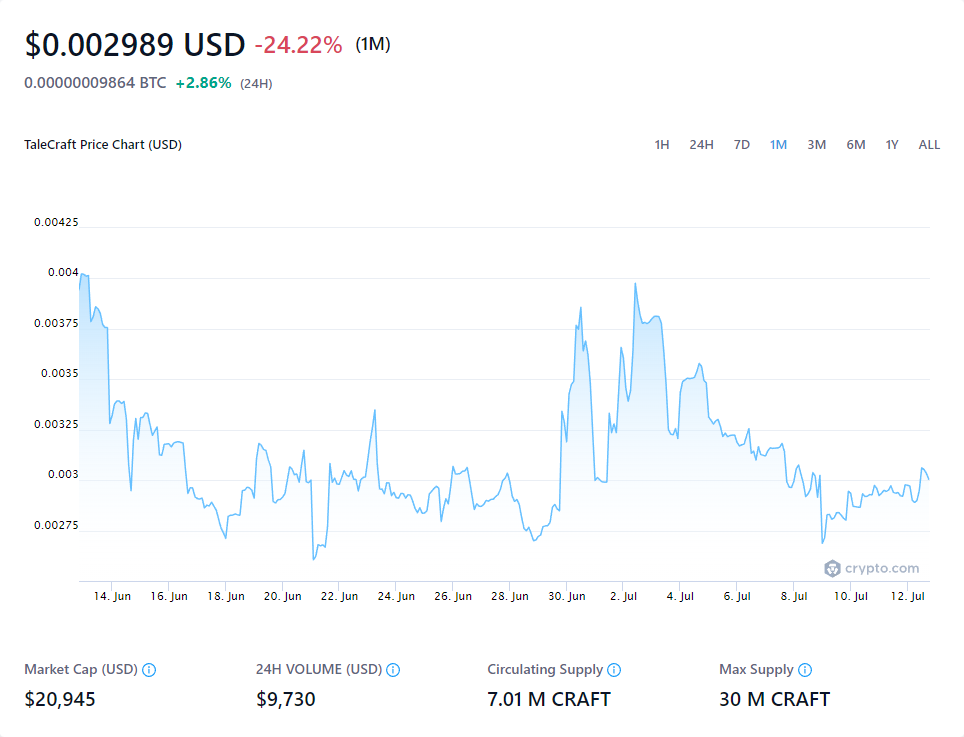 $0.002989 USD -24.22% (1M)
0.00000009864 BTC +2.86% (24H)
TaleCraft Price Chart (USD) 1H 24H 7D 1M 3M 6M 1Y ALL
0.00425
0.004
0.00375
0.0035
0.00325
0.003
0.00275
crypto.com
14. Jun 16. Jun 18. Jun 20. Jun 22. Jun 24. Jun 26. Jun 28. Jun 30. Jun 2. Jul 4. Jul 6. Jul 8. Jul 10. Jul 12. Jul
Market Cap (USD) 24H VOLUME (USD) Circulating Supply Max Supply
$20,945 $9,730 7.01 M CRAFT 30 M CRAFT